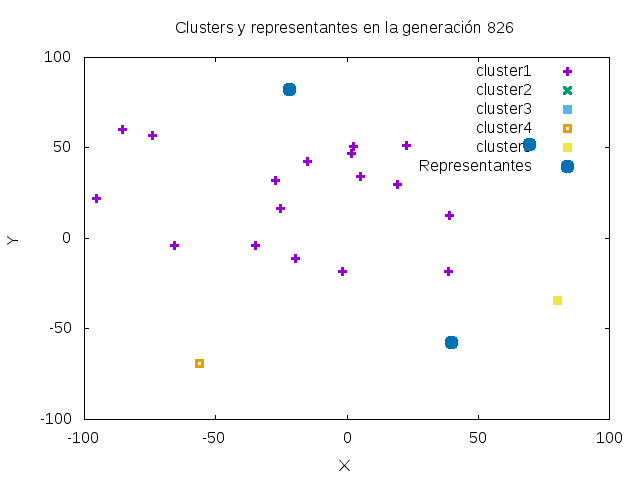 Clusters y representantes en la generación 826
cluster1
cluster2
cluster3
cluster4
cluster
Representantes
100
50
0
-50
-100
-100
-50
0
50
100
Y
X